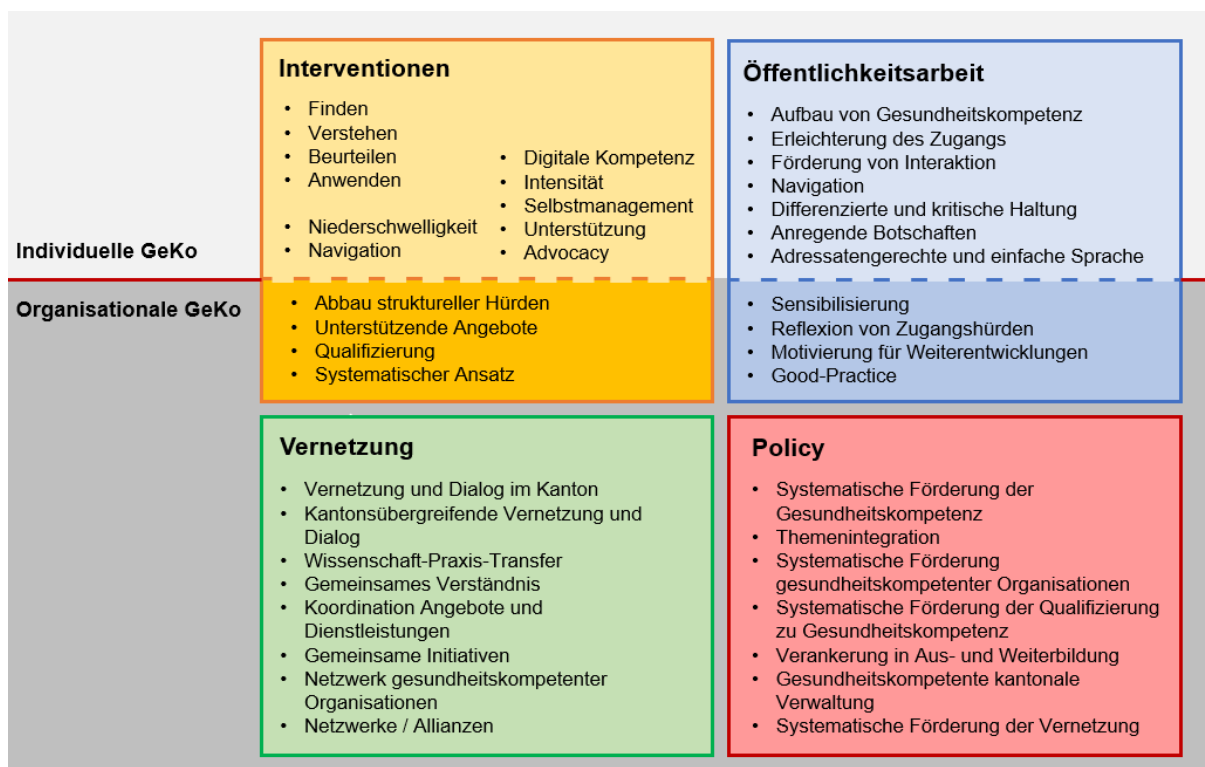 Interventionen
• Finden
• Verstehen
• Beurteilen
• Anwenden
• Niederschwelligkeit
• Navigation
• Digitale Kompetenz
• Intensität
• Selbstmanagement
• Unterstützung
• Advocacy
Öffentlichkeitsarbeit
• Aufbau von Gesundheitskompetenz
• Erleichterung des Zugangs
• Förderung von Interaktion
• Navigation
• Differenzierte und kritische Haltung
• Anregende Botschaften
• Adressatengerechte und einfache Sprache
Individuelle GeKo
Organisationale GeKo
• Abbau struktureller Hürden
• Unterstützende Angebote
• Qualifizierung
• Systematischer Ansatz
• Sensibilisierung
• Reflexion von Zugangshürden
• Motivierung für Weiterentwicklungen
• Good-Practice
Vernetzung
• Vernetzung und Dialog im Kanton
• Kantonsübergreifende Vernetzung und
Dialog
• Wissenschaft-Praxis-Transfer
• Gemeinsames Verständnis
• Koordination Angebote und
Dienstleistungen
• Gemeinsame Initiativen
• Netzwerk gesundheitskompetenter
Organisationen
• Netzwerke / Allianzen
Policy
• Systematische Förderung der
Gesundheitskompetenz
• Themenintegration
• Systematische Förderung
gesundheitskompetenter Organisationen
• Systematische Förderung der Qualifizierung
zu Gesundheitskompetenz
• Verankerung in Aus- und Weiterbildung
• Gesundheitskompetente kantonale
Verwaltung
• Systematische Förderung der Vernetzung